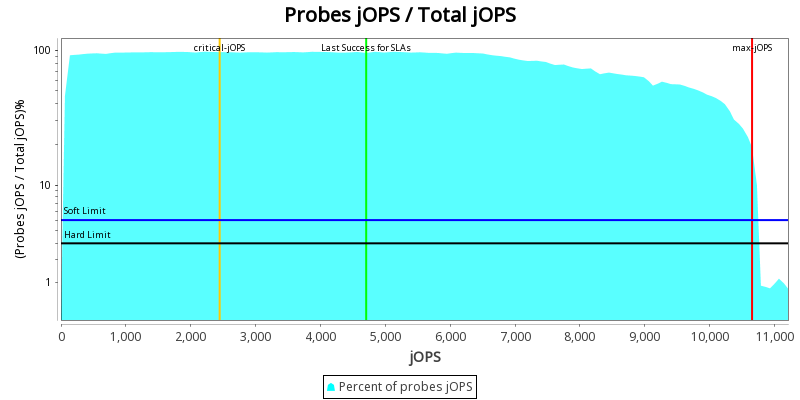 Probes jOPS / Total jOPS
(Probes jOPS / Total jOPS)%
100
10
1
critical-jOPS
Last Success for SLAs
max-jOPS
Soft Limit
Hard Limit
0 1,000 2,000 3,000 4,000 5,000 6,000 7,000 8,000 9,000 10,000 11,000
jOPS
Percent of probes jOPS